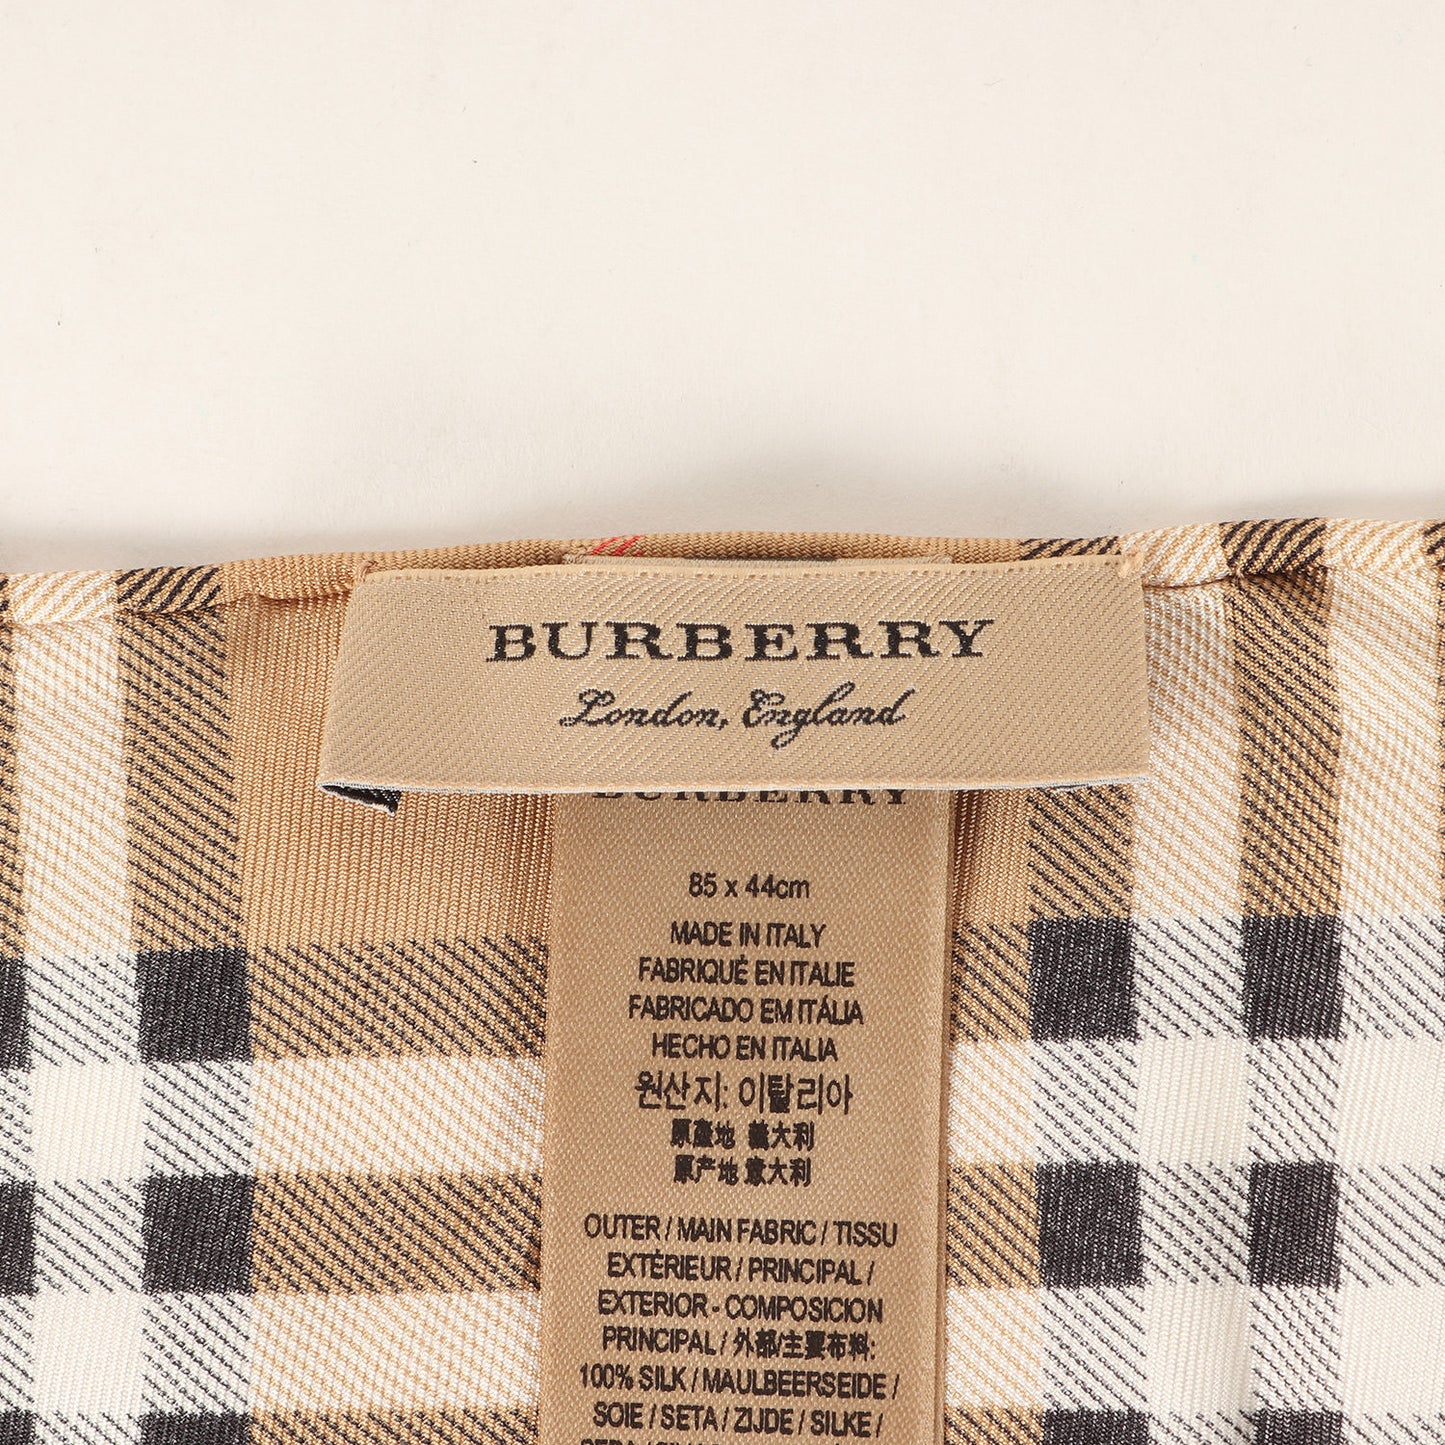 BURBERRY
London, England
BURBERRY
85 x 44cm
MADE IN ITALY
FABRIQUÉ EN ITALIE
FABRICADO EM ITÁLIA
HECHO EN ITALIA
원산지: 이탈리아
原產地 義大利
原产地 意大利
OUTER / MAIN FABRIC / TISSU
EXTÉRIEUR / PRINCIPAL /
EXTERIOR - COMPOSICION
PRINCIPAL / 外部/主要布料:
100% SILK / MAULBEERSEIDE /
SOIE / SETA / ZIJDE / SILKE /